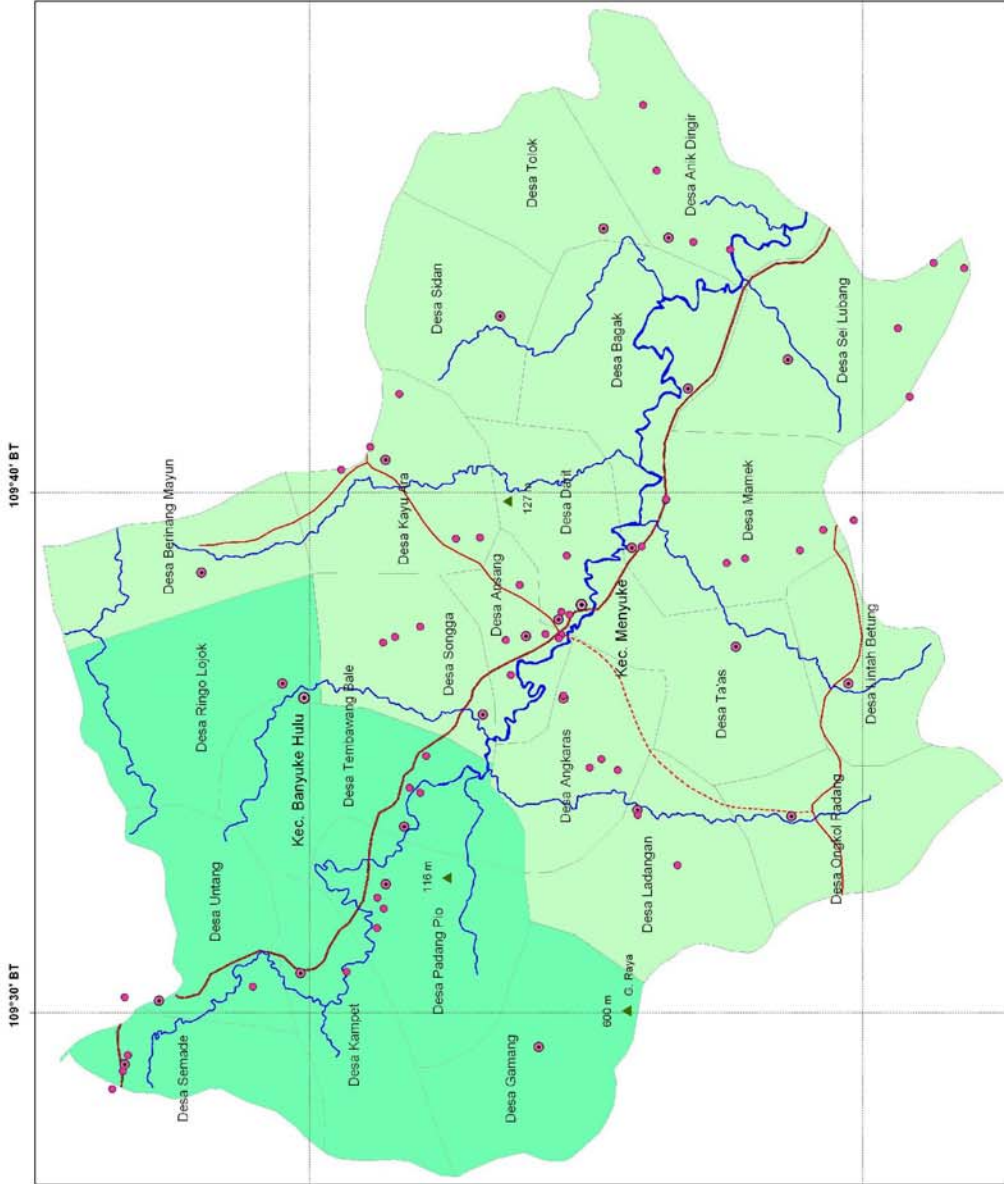 109°30' BT
109°40' BT
Desa Semade
Desa Untang
Desa Ringo Lojok
Desa Berinang Mayun
Kec. Banyuke Hulu
Desa Tembawang Bale
Desa Kampet
Desa Padang Pio
116 m
Desa Gamang
600 m
G. Raya
Desa Kayu Ara
Desa Songga
Desa Ansang
127 m
Desa Darit
Desa Sidan
Desa Tolok
Desa Bagak
Desa Anik Dingir
Kec. Menyuke
Desa Angkaras
Desa Ladangan
Desa Ta'as
Desa Mamek
Desa Sei Lubang
Desa Ongkol Padang
Desa Lintah Betung